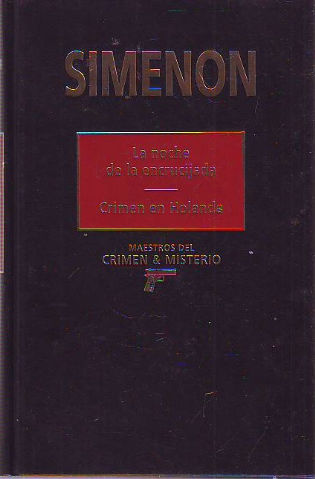 SIMENON
La noche
de la encrucijada
Crimen en Holanda
MAESTROS DEL
CRIMEN & MISTERIO